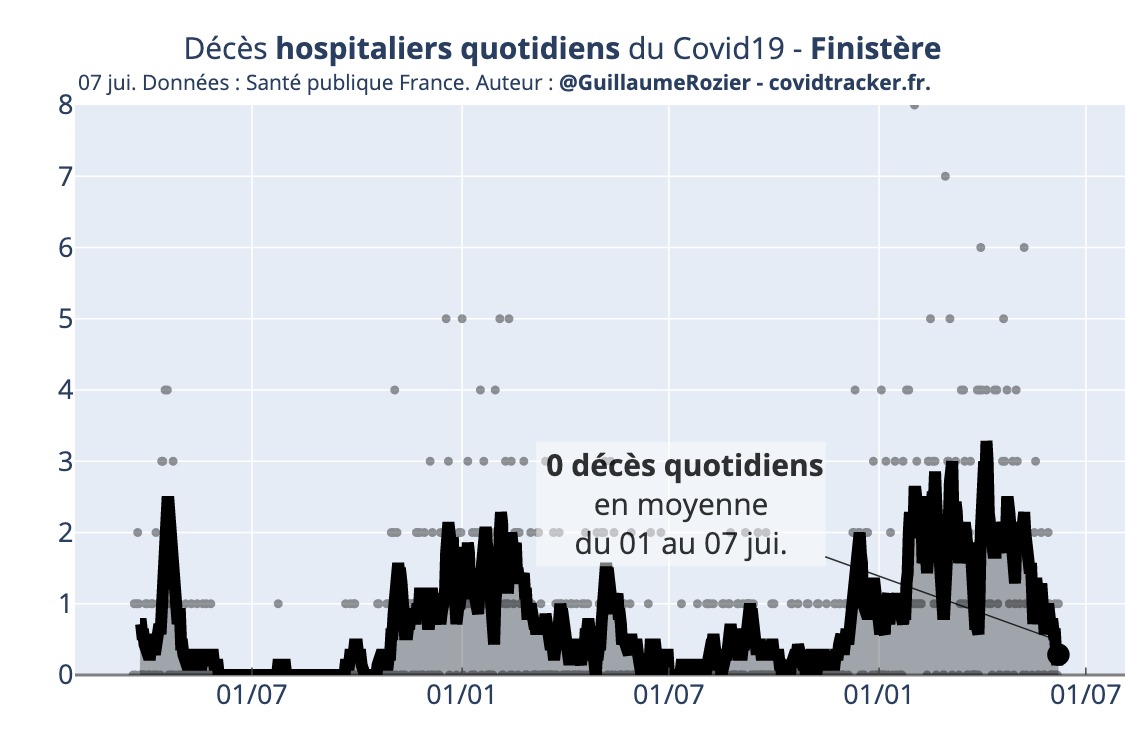 Décès hospitaliers quotidiens du Covid19 - Finistère
07 jui. Données : Santé publique France. Auteur : @GuillaumeRozier - covidtracker.fr.
8
7
6
5
4
3
2
1
0
0 décès quotidiens
en moyenne
du 01 au 07 jui.
01/07 01/01 01/07 01/01 01/07